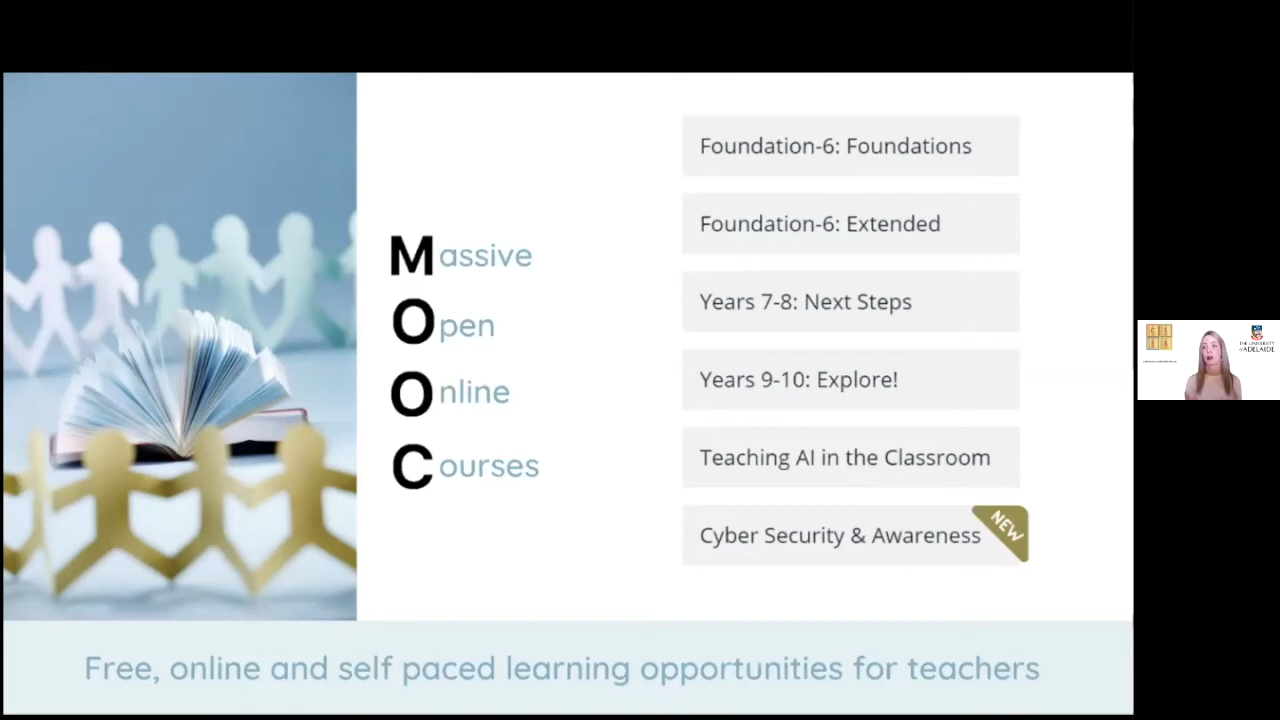 Massive
Open
Online
Courses
Foundation-6: Foundations
Foundation-6: Extended
Years 7-8: Next Steps
Years 9-10: Explore!
Teaching AI in the Classroom
Cyber Security & Awareness
NEW
Free, online and self paced learning opportunities for teachers
THE UNIVERSITY
of ADELAIDE